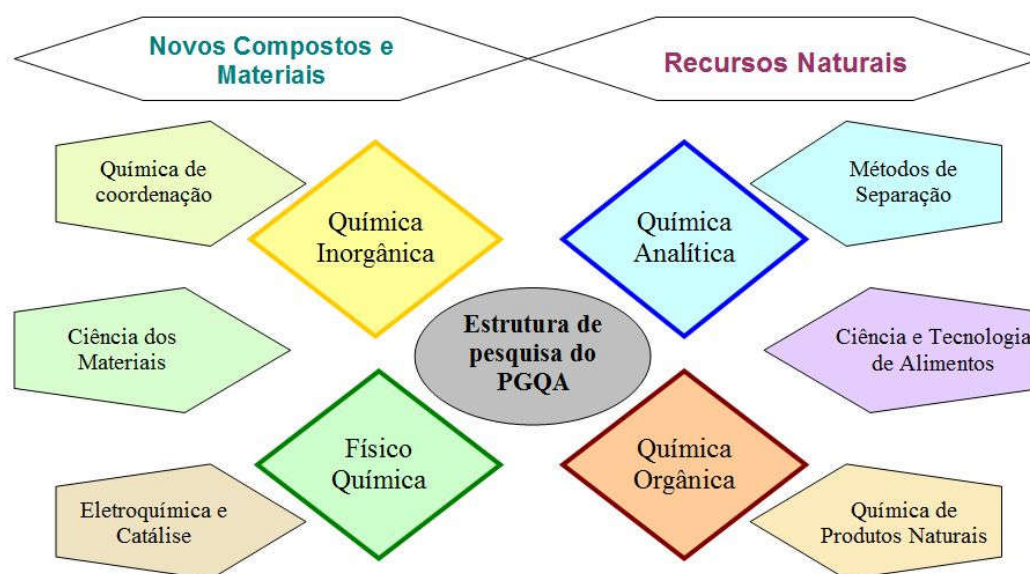 Novos Compostos e
Materiais
Recursos Naturais
Química de
coordenação
Química
Inorgânica
Química
Analítica
Métodos de
Separação
Ciência dos
Materiais
Estrutura de
pesquisa do
PGQA
Ciência e Tecnologia
de Alimentos
Eletroquímica e
Catálise
Físico
Química
Química
Orgânica
Química de
Produtos Naturais